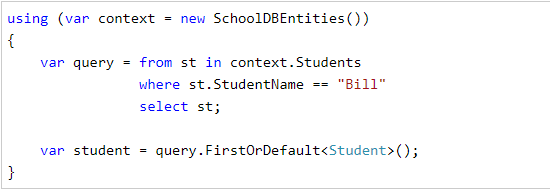 using (var context = new SchoolDBEntities())
{
    var query = from st in context.Students
                where st.StudentName == "Bill"
                select st;

    var student = query.FirstOrDefault<Student>();
}